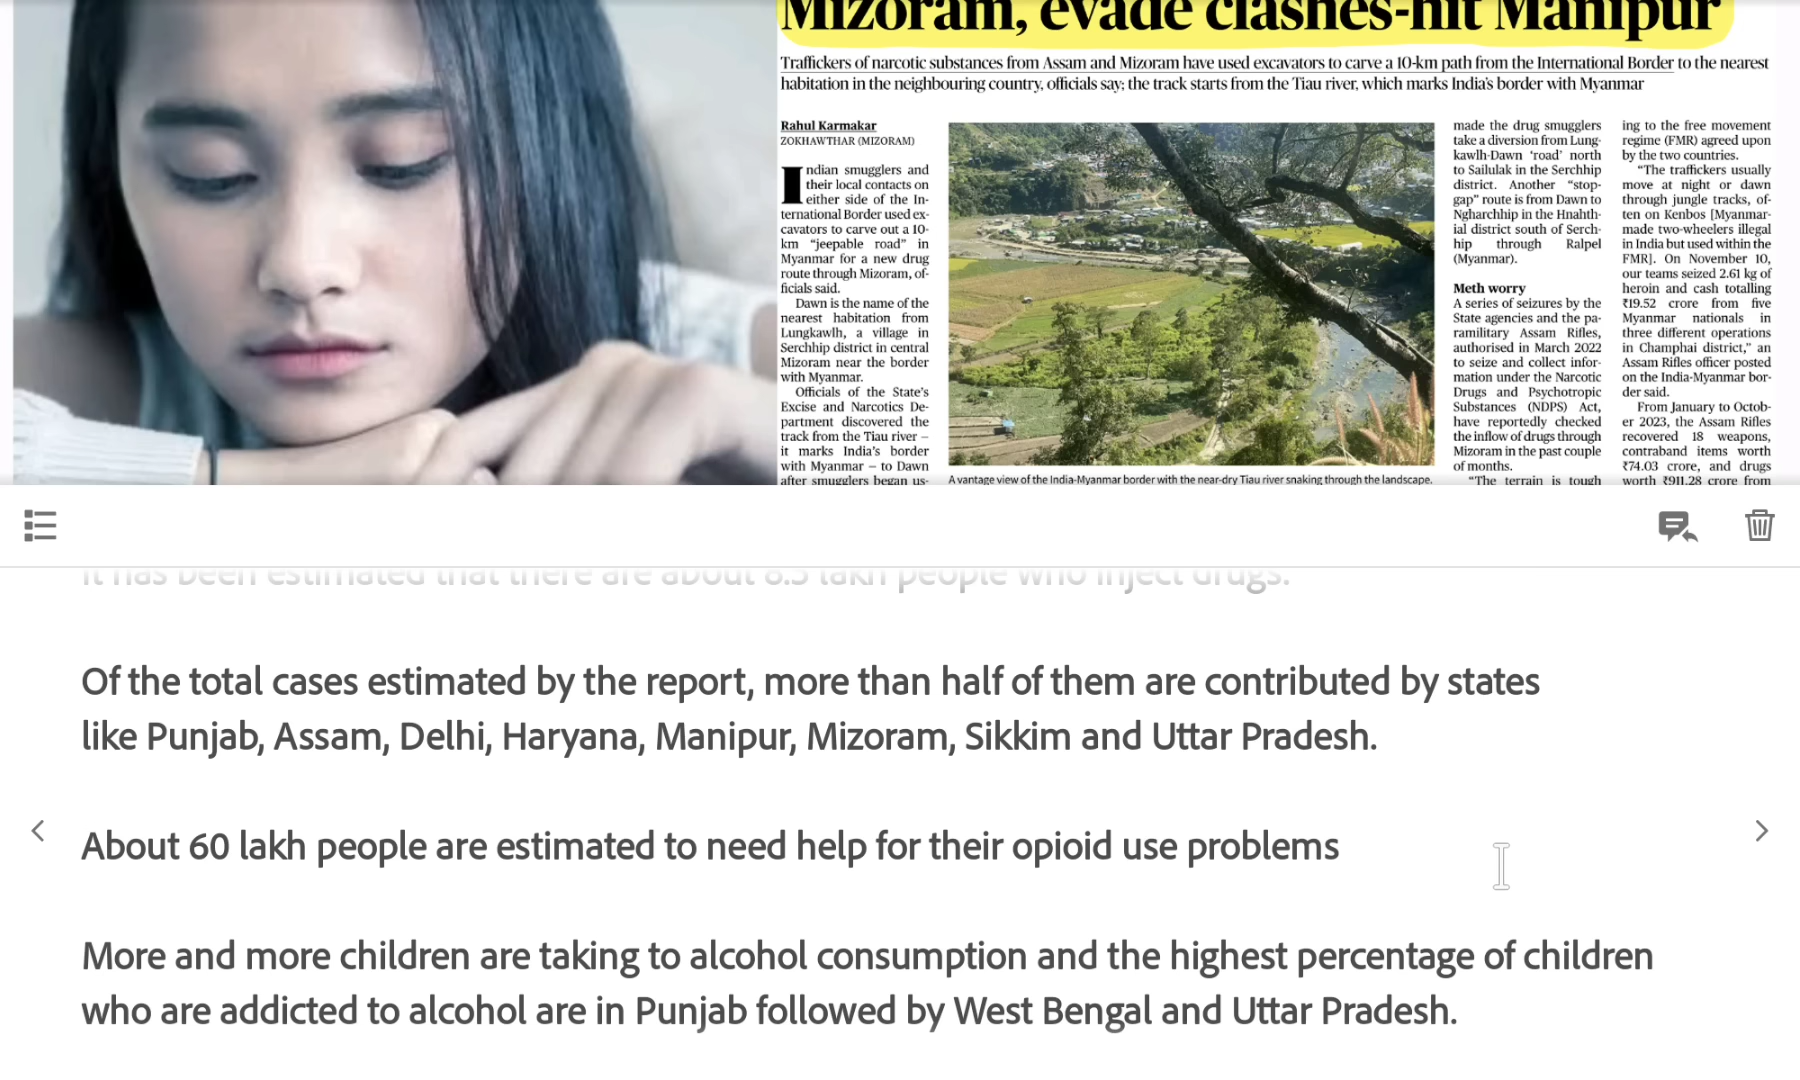 Mizoram, evade clashes-hit Manipur
Traffickers of narcotic substances from Assam and Mizoram have used excavators to carve a 10-km path from the International Border to the nearest
habitation in the neighbouring country, officials say; the track starts from the Tiau river, which marks India's border with Myanmar
Rahul Karmakar
ZOKHAWTHAR (MIZORAM)
Indian smugglers and
their local contacts on
either side of the In-
ternational Border used ex-
cavators to carve out a 10-
km “jeepable road” in
Myanmar for a new drug
route through Mizoram, of-
ficials said.
Dawn is the name of the
nearest habitation from
Lungkawlh, a village in
Serchhip district in central
Mizoram near the border
with Myanmar.
Officials of the State's
Excise and Narcotics De-
partment discovered the
track from the Tiau river –
it marks India's border
with Myanmar – to Dawn
after smugglers began us-
A vantage view of the India-Myanmar border with the near-dry Tiau river snaking through the landscape.
made the drug smugglers
take a diversion from Lung-
kawlh-Dawn ‘road’ north
to Sailulak in the Serchhip
district. Another “stop-
gap” route is from Dawn to
Ngharchhip in the Hnahth-
ial district south of Serch-
hip through Ralpel
(Myanmar).
Meth worry
A series of seizures by the
State agencies and the pa-
ramilitary Assam Rifles,
authorised in March 2022
to seize and collect infor-
mation under the Narcotic
Drugs and Psychotropic
Substances (NDPS) Act,
have reportedly checked
the inflow of drugs through
Mizoram in the past couple
of months.
“The terrain is tough
ing to the free movement
regime (FMR) agreed upon
by the two countries.
“The traffickers usually
move at night or dawn
through jungle tracks, of-
ten on Kenbos [Myanmar-
made two-wheelers illegal
in India but used within the
FMR]. On November 10,
our teams seized 2.61 kg of
heroin and cash totalling
₹19.52 crore from five
Myanmar nationals in
three different operations
in Champhai district,” an
Assam Rifles officer posted
on the India-Myanmar bor-
der said.
From January to Octob-
er 2023, the Assam Rifles
recovered 18 weapons,
contraband items worth
₹74.03 crore, and drugs
worth ₹911.28 crore from
It has been estimated that there are about 8.5 lakh people who inject drugs.
Of the total cases estimated by the report, more than half of them are contributed by states
like Punjab, Assam, Delhi, Haryana, Manipur, Mizoram, Sikkim and Uttar Pradesh.
About 60 lakh people are estimated to need help for their opioid use problems
More and more children are taking to alcohol consumption and the highest percentage of children
who are addicted to alcohol are in Punjab followed by West Bengal and Uttar Pradesh.